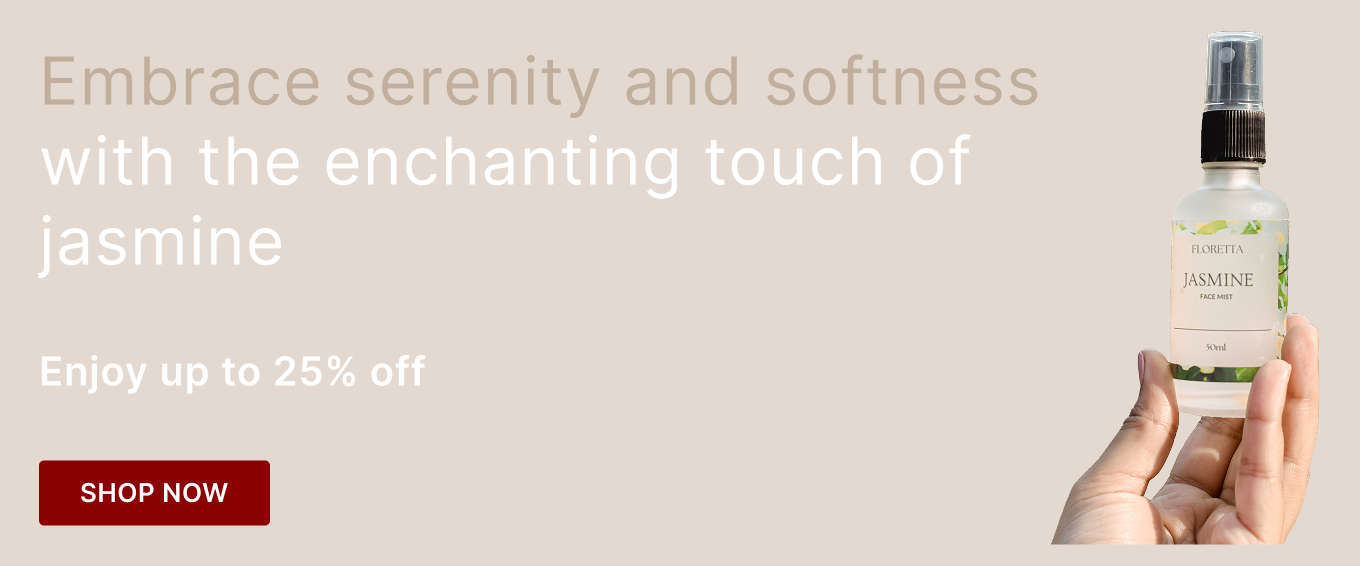 Embrace serenity and softness
with the enchanting touch of
jasmine
Enjoy up to 25% off
SHOP NOW
FLORETTA
JASMINE
FACE MIST
50ml